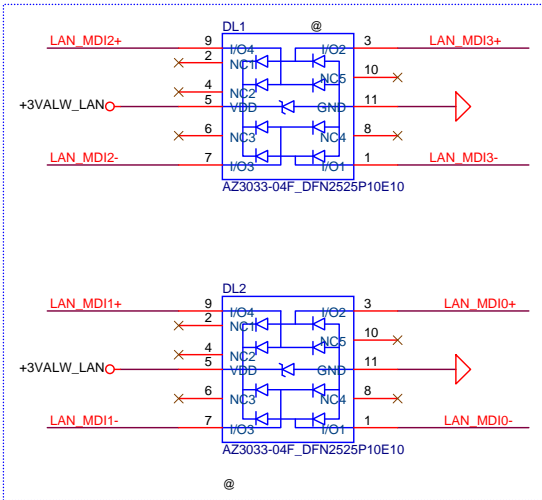 DL1 @
LAN_MDI2+ 9 I/O4 I/O2 3 LAN_MDI3+
2 NC1
NC5 10
4 NC2
+3VALW_LAN 5 VDD GND 11
6 NC3 NC4 8
LAN_MDI2- 7 I/O3 I/O1 1 LAN_MDI3-
AZ3033-04F_DFN2525P10E10
DL2
LAN_MDI1+ 9 I/O4 I/O2 3 LAN_MDI0+
2 NC1
NC5 10
4 NC2
+3VALW_LAN 5 VDD GND 11
6 NC3 NC4 8
LAN_MDI1- 7 I/O3 I/O1 1 LAN_MDI0-
AZ3033-04F_DFN2525P10E10
@